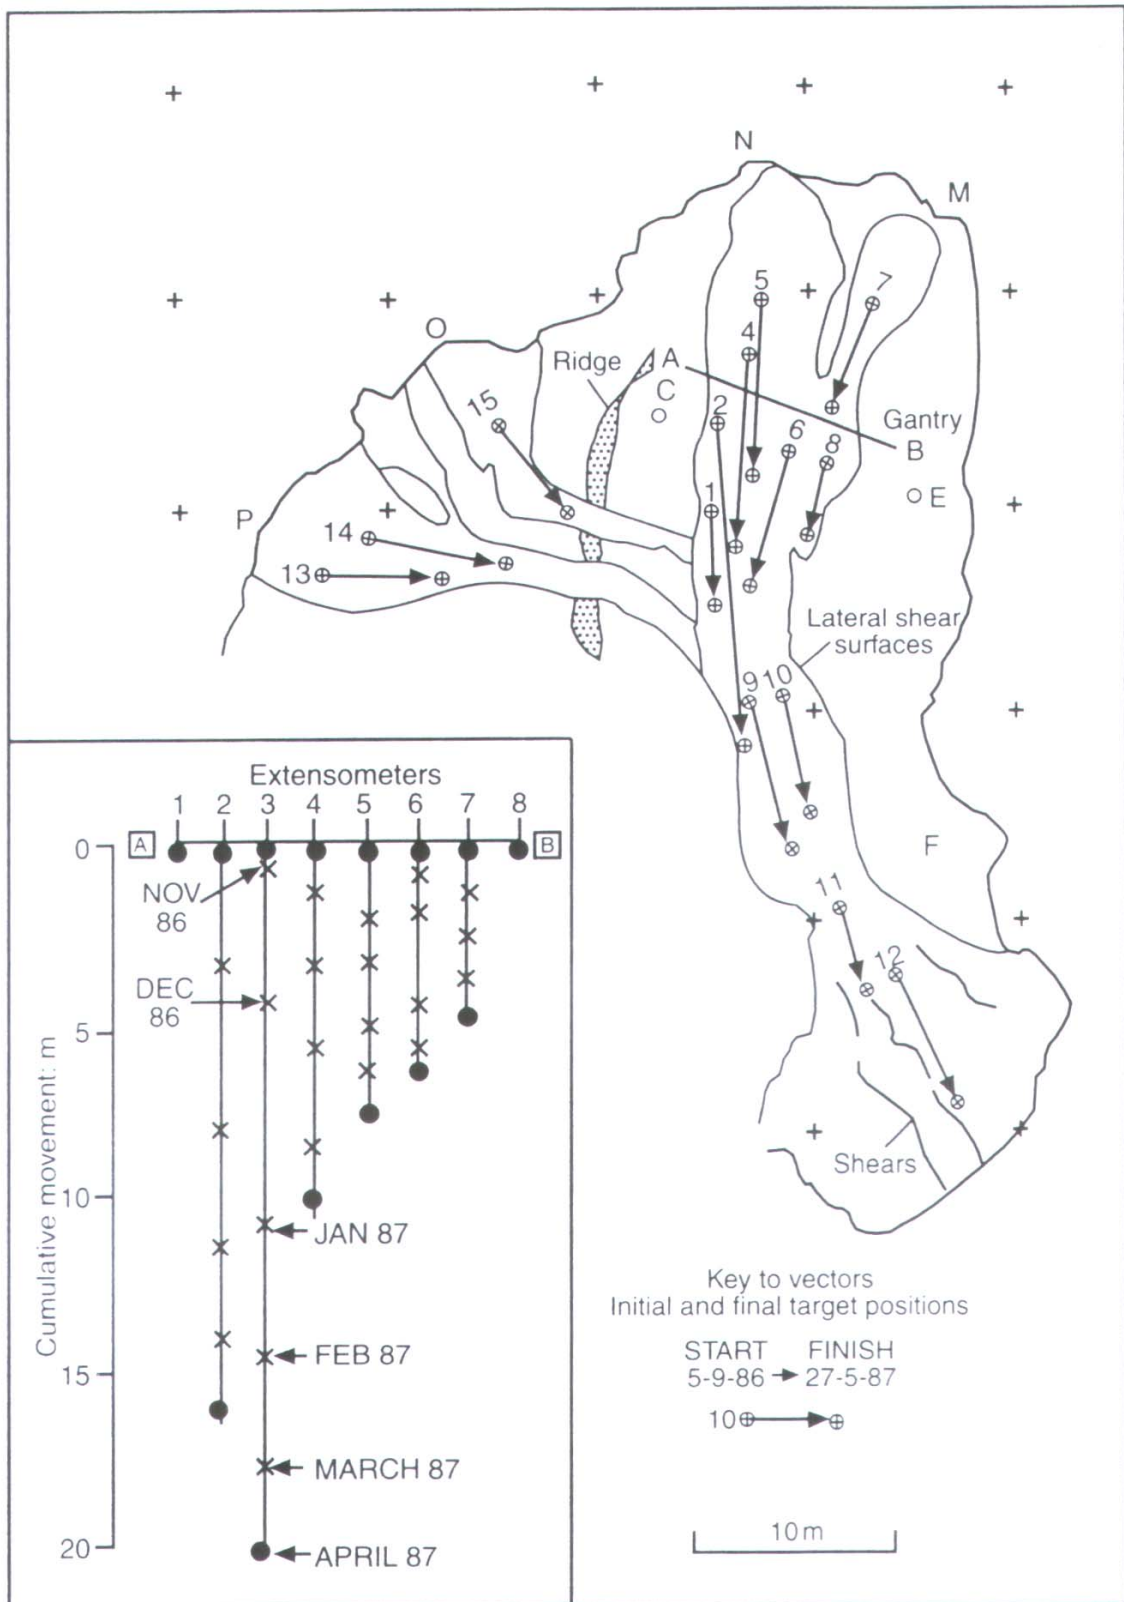 N
M
O
P
5
7
4
Ridge
A
C
15
2
6
8
Gantry
B
1
E
14
13
Lateral shear
surfaces
9
10
F
11
12
Shears
Extensometers
1 2 3 4 5 6 7 8
A
B
0
NOV
86
DEC
86
5
10
JAN 87
FEB 87
15
MARCH 87
20
APRIL 87
Cumulative movement: m
Key to vectors
Initial and final target positions
START FINISH
5-9-86 → 27-5-87
10
10 m